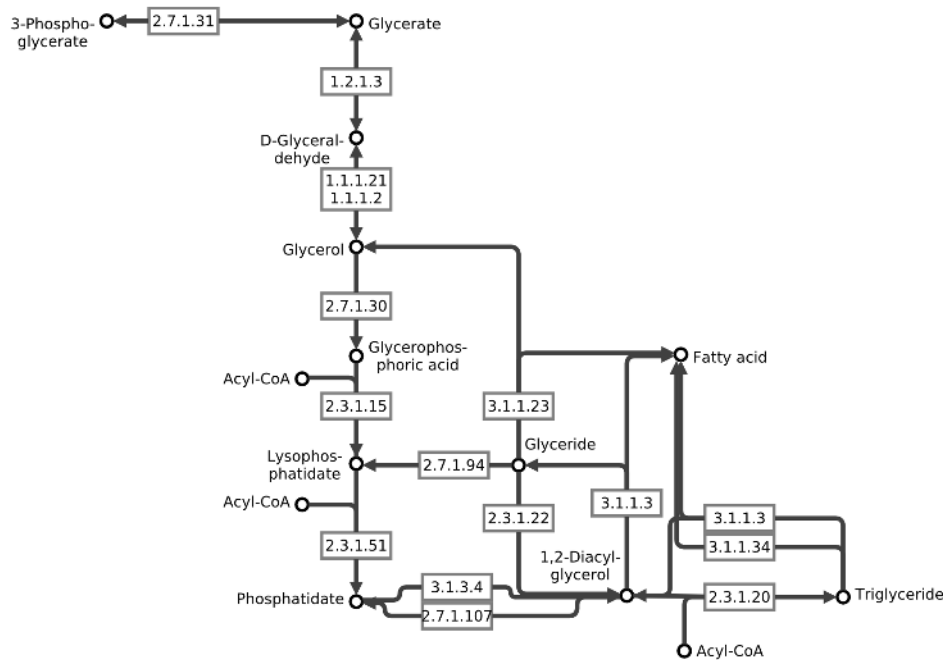 3-Phospho-
glycerate
2.7.1.31
Glycerate
1.2.1.3
D-Glyceral-
dehyde
1.1.1.21
1.1.1.2
Glycerol
2.7.1.30
Glycerophos-
phoric acid
Fatty acid
Acyl-CoA
2.3.1.15
3.1.1.23
Lysophos-
phatidate
2.7.1.94
Glyceride
Acyl-CoA
2.3.1.22
3.1.1.3
3.1.1.3
2.3.1.51
3.1.1.34
1,2-Diacyl-
glycerol
Phosphatidate
3.1.3.4
2.7.1.107
2.3.1.20
Triglyceride
Acyl-CoA